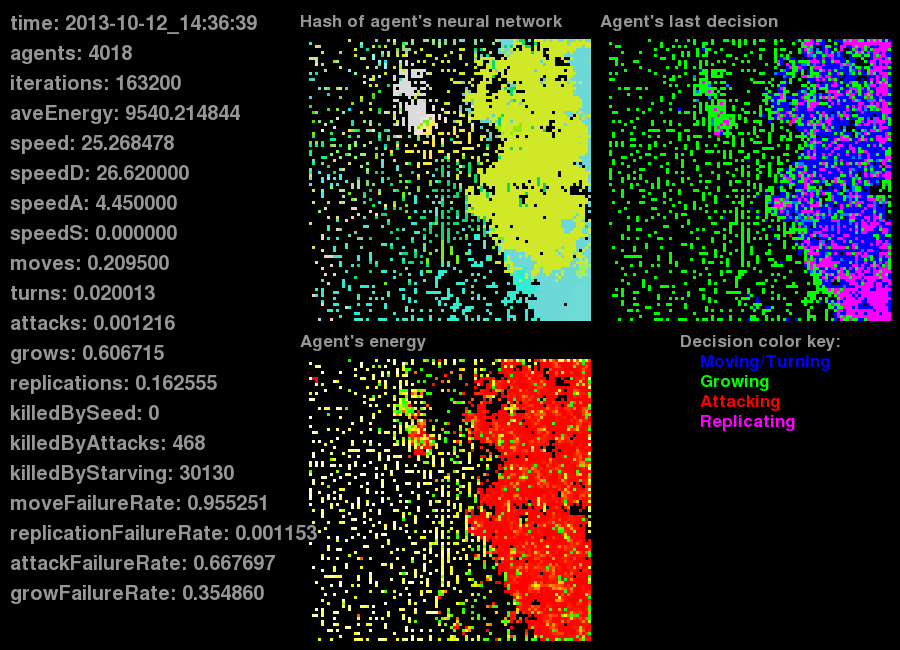 time: 2013-10-12_14:36:39
agents: 4018
iterations: 163200
aveEnergy: 9540.214844
speed: 25.268478
speedD: 26.620000
speedA: 4.450000
speedS: 0.000000
moves: 0.209500
turns: 0.020013
attacks: 0.001216
grows: 0.606715
replications: 0.162555
killedBySeed: 0
killedByAttacks: 468
killedByStarving: 30130
moveFailureRate: 0.955251
replicationFailureRate: 0.001153
attackFailureRate: 0.667697
growFailureRate: 0.354860
Hash of agent's neural network
Agent's last decision
Agent's energy
Decision color key:
Moving/Turning
Growing
Attacking
Replicating